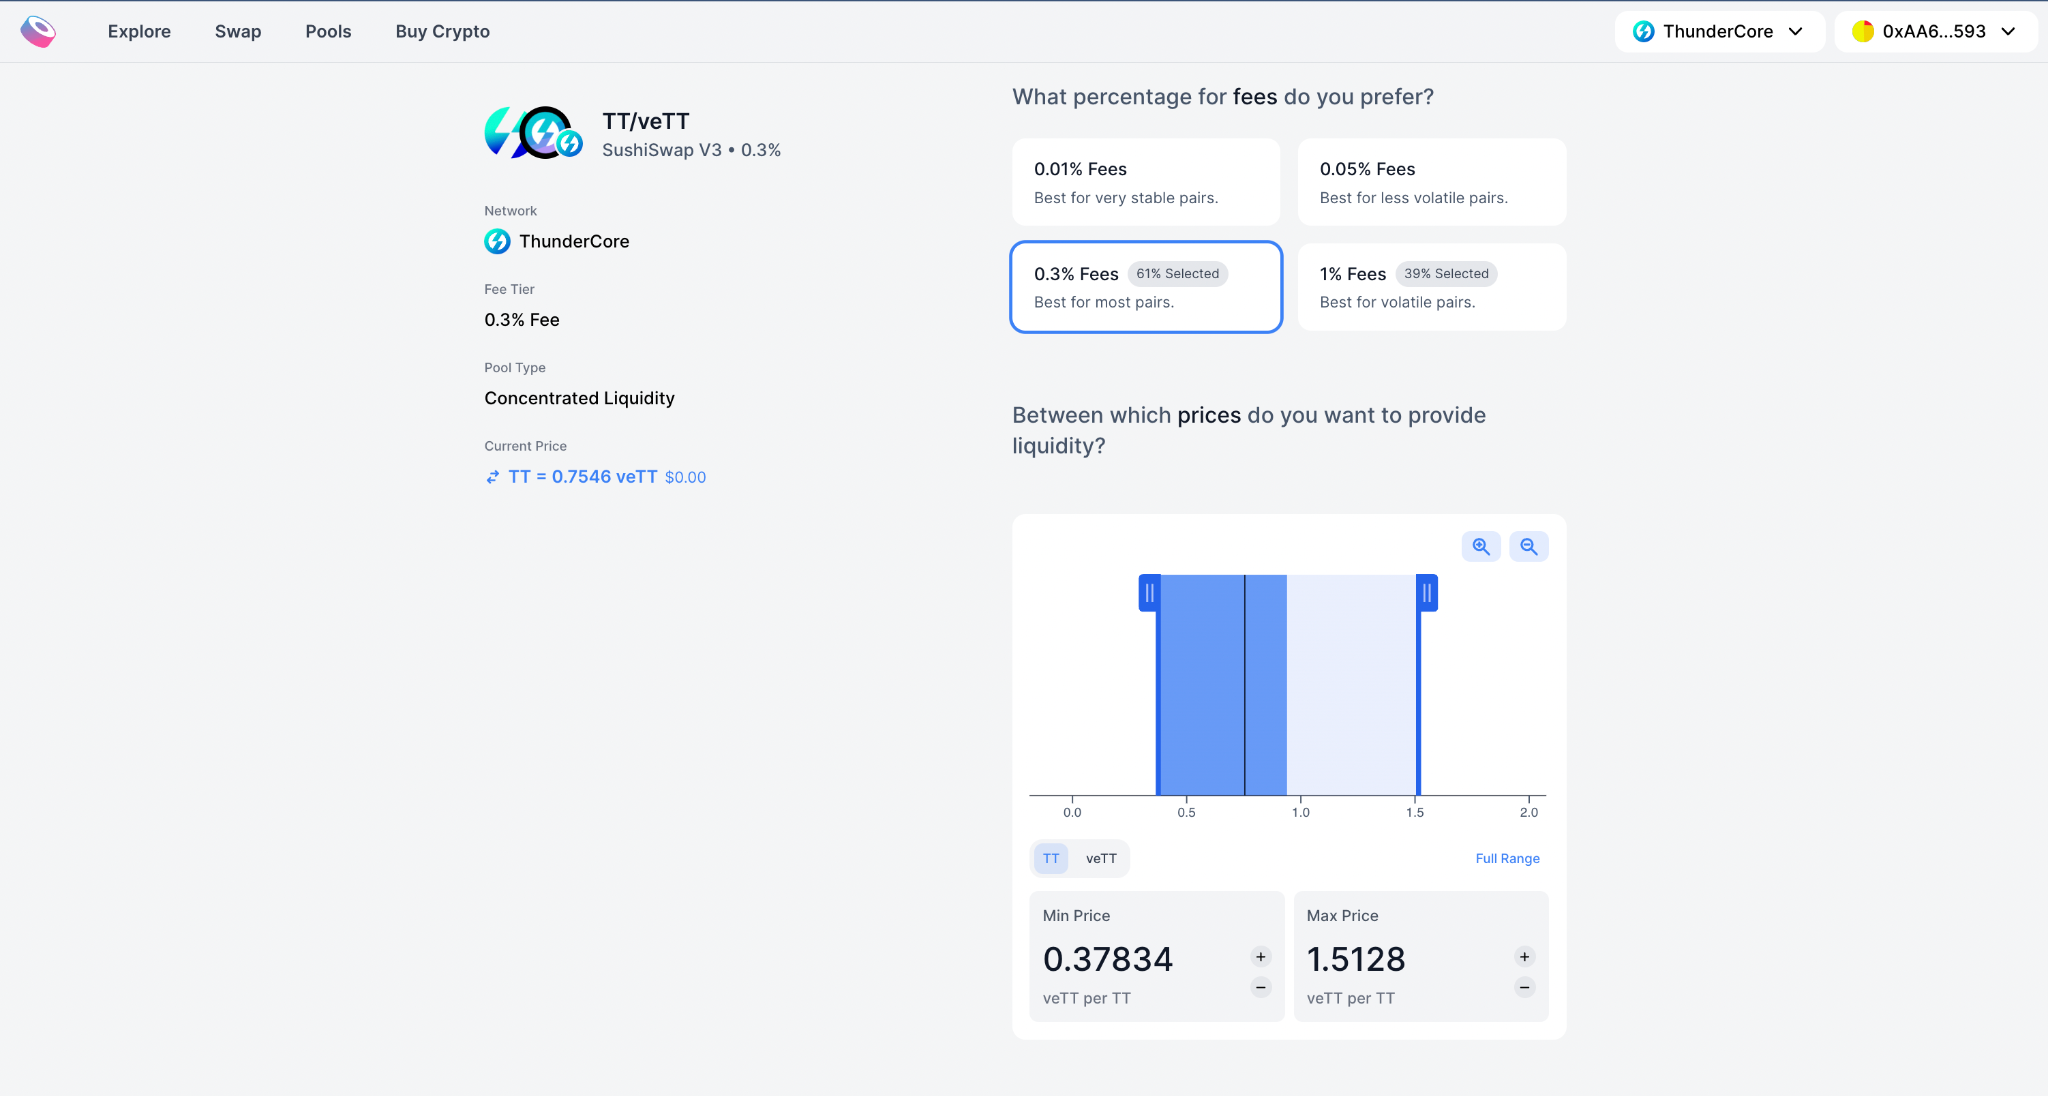 Explore
Swap
Pools
Buy Crypto
ThunderCore
0xAA6...593
TT/veTT
SushiSwap V3 • 0.3%
Network
ThunderCore
Fee Tier
0.3% Fee
Pool Type
Concentrated Liquidity
Current Price
TT = 0.7546 veTT $0.00
What percentage for fees do you prefer?
0.01% Fees
Best for very stable pairs.
0.05% Fees
Best for less volatile pairs.
0.3% Fees 61% Selected
Best for most pairs.
1% Fees 39% Selected
Best for volatile pairs.
Between which prices do you want to provide
liquidity?
0.0 0.5 1.0 1.5 2.0
TT veTT
Full Range
Min Price
0.37834
+
−
veTT per TT
Max Price
1.5128
+
−
veTT per TT